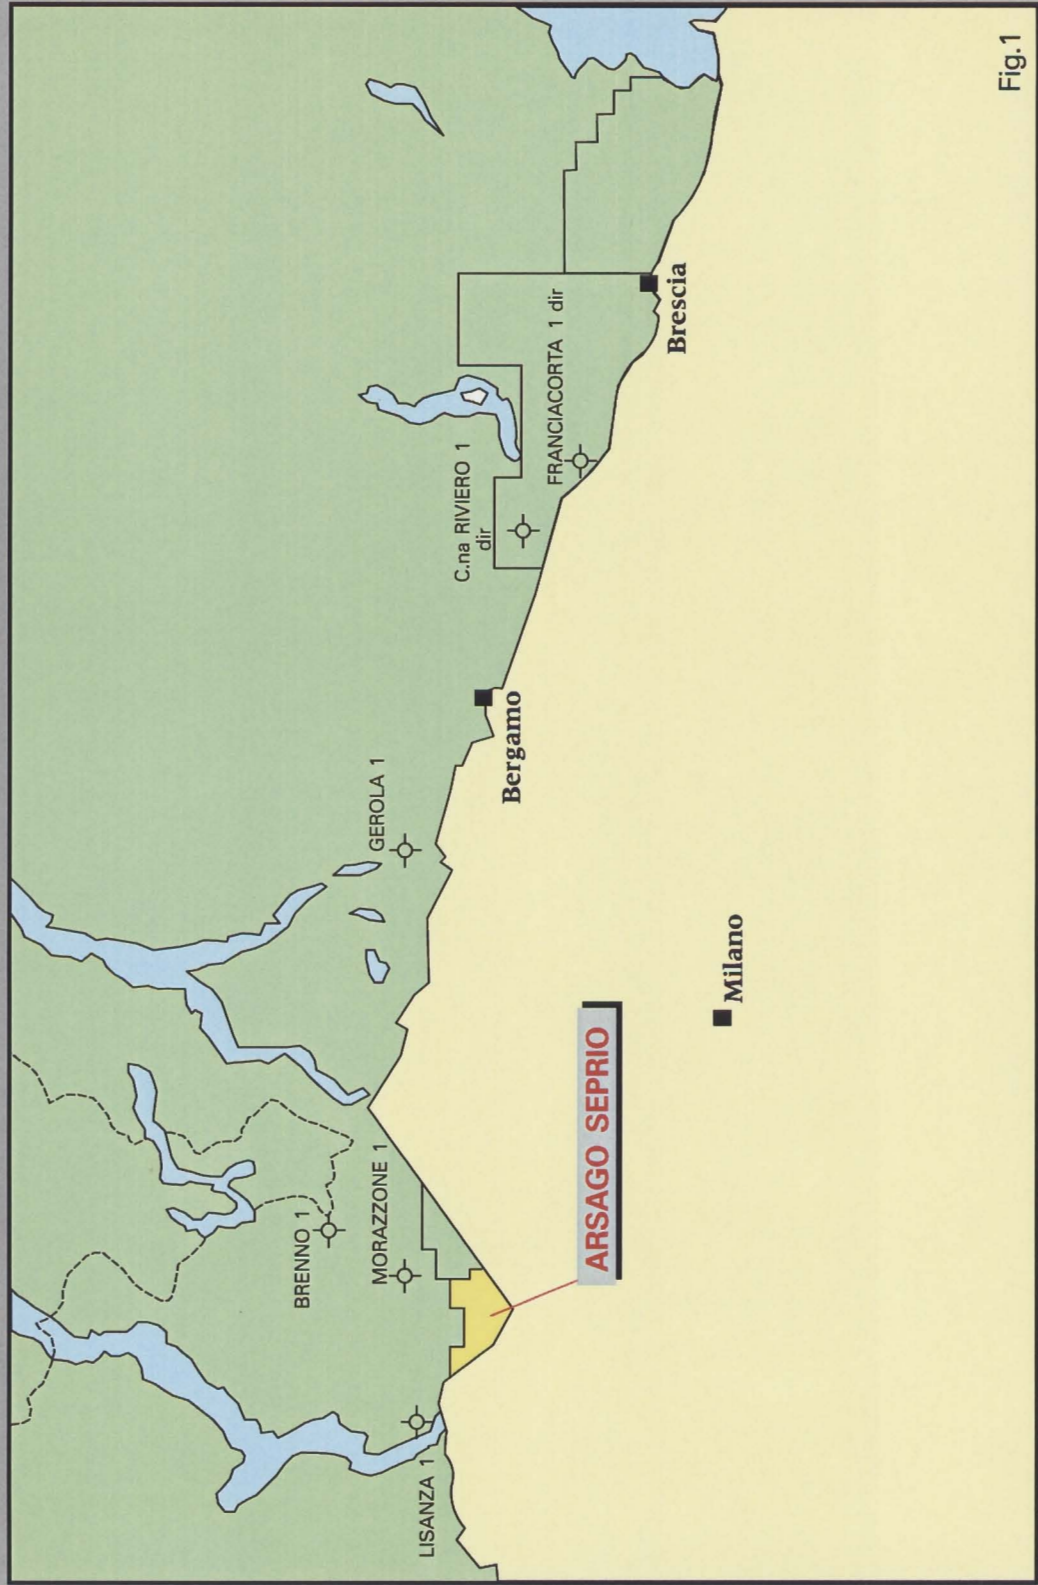 BRENNO 1
MORAZZONE 1
LISANZA 1
GEROLA 1
C.na RIVIERO 1
dir
FRANCIACORTA 1 dir
Bergamo
Brescia
Milano
ARSAGO SEPRIO
Fig.1